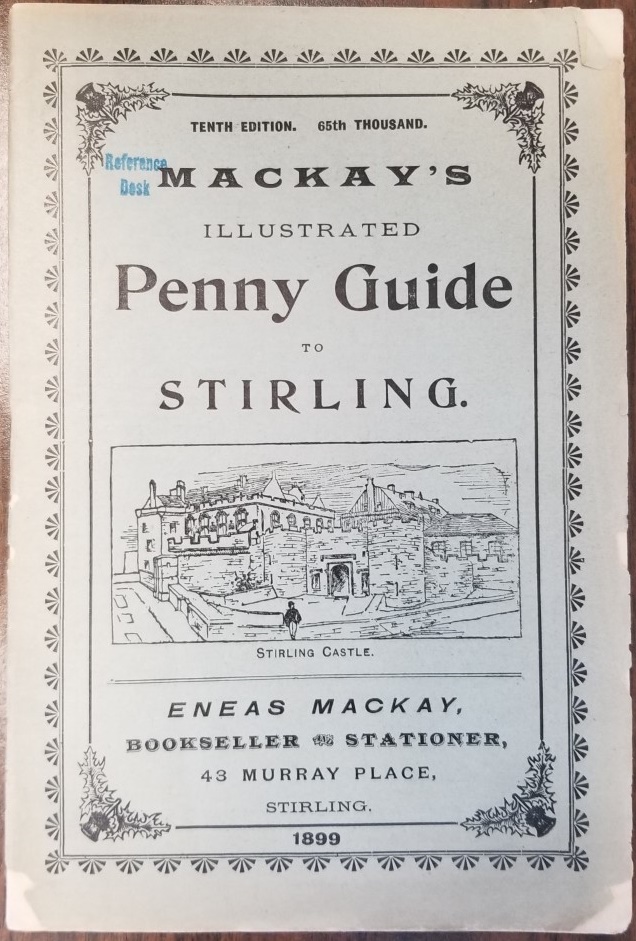 TENTH EDITION. 65th THOUSAND.
Reference
Desk
MACKAY'S
ILLUSTRATED
Penny Guide
TO
STIRLING.
STIRLING CASTLE.
ENEAS MACKAY,
BOOKSELLER AND STATIONER,
43 MURRAY PLACE,
STIRLING.
1899